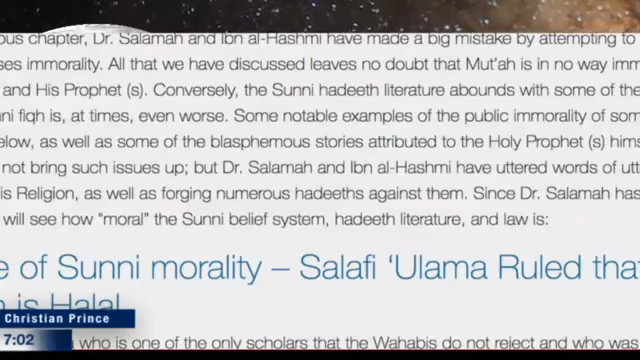 ous chapter, Dr. Salamah and Ibn al-Hashmi have made a big mistake by attempting to
ses immorality. All that we have discussed leaves no doubt that Mut'ah is in no way imm
and His Prophet (s). Conversely, the Sunni hadeeth literature abounds with some of the
ni fiqh is, at times, even worse. Some notable examples of the public immorality of som
elow, as well as some of the blasphemous stories attributed to the Holy Prophet (s) hims
not bring such issues up; but Dr. Salamah and Ibn al-Hashmi have uttered words of utt
is Religion, as well as forging numerous hadeeths against them. Since Dr. Salamah has
will see how "moral" the Sunni belief system, hadeeth literature, and law is:
e of Sunni morality – Salafi 'Ulama Ruled that
is Halal
Christian Prince
7:02
who is one of the only scholars that the Wahabis do not reject and who was